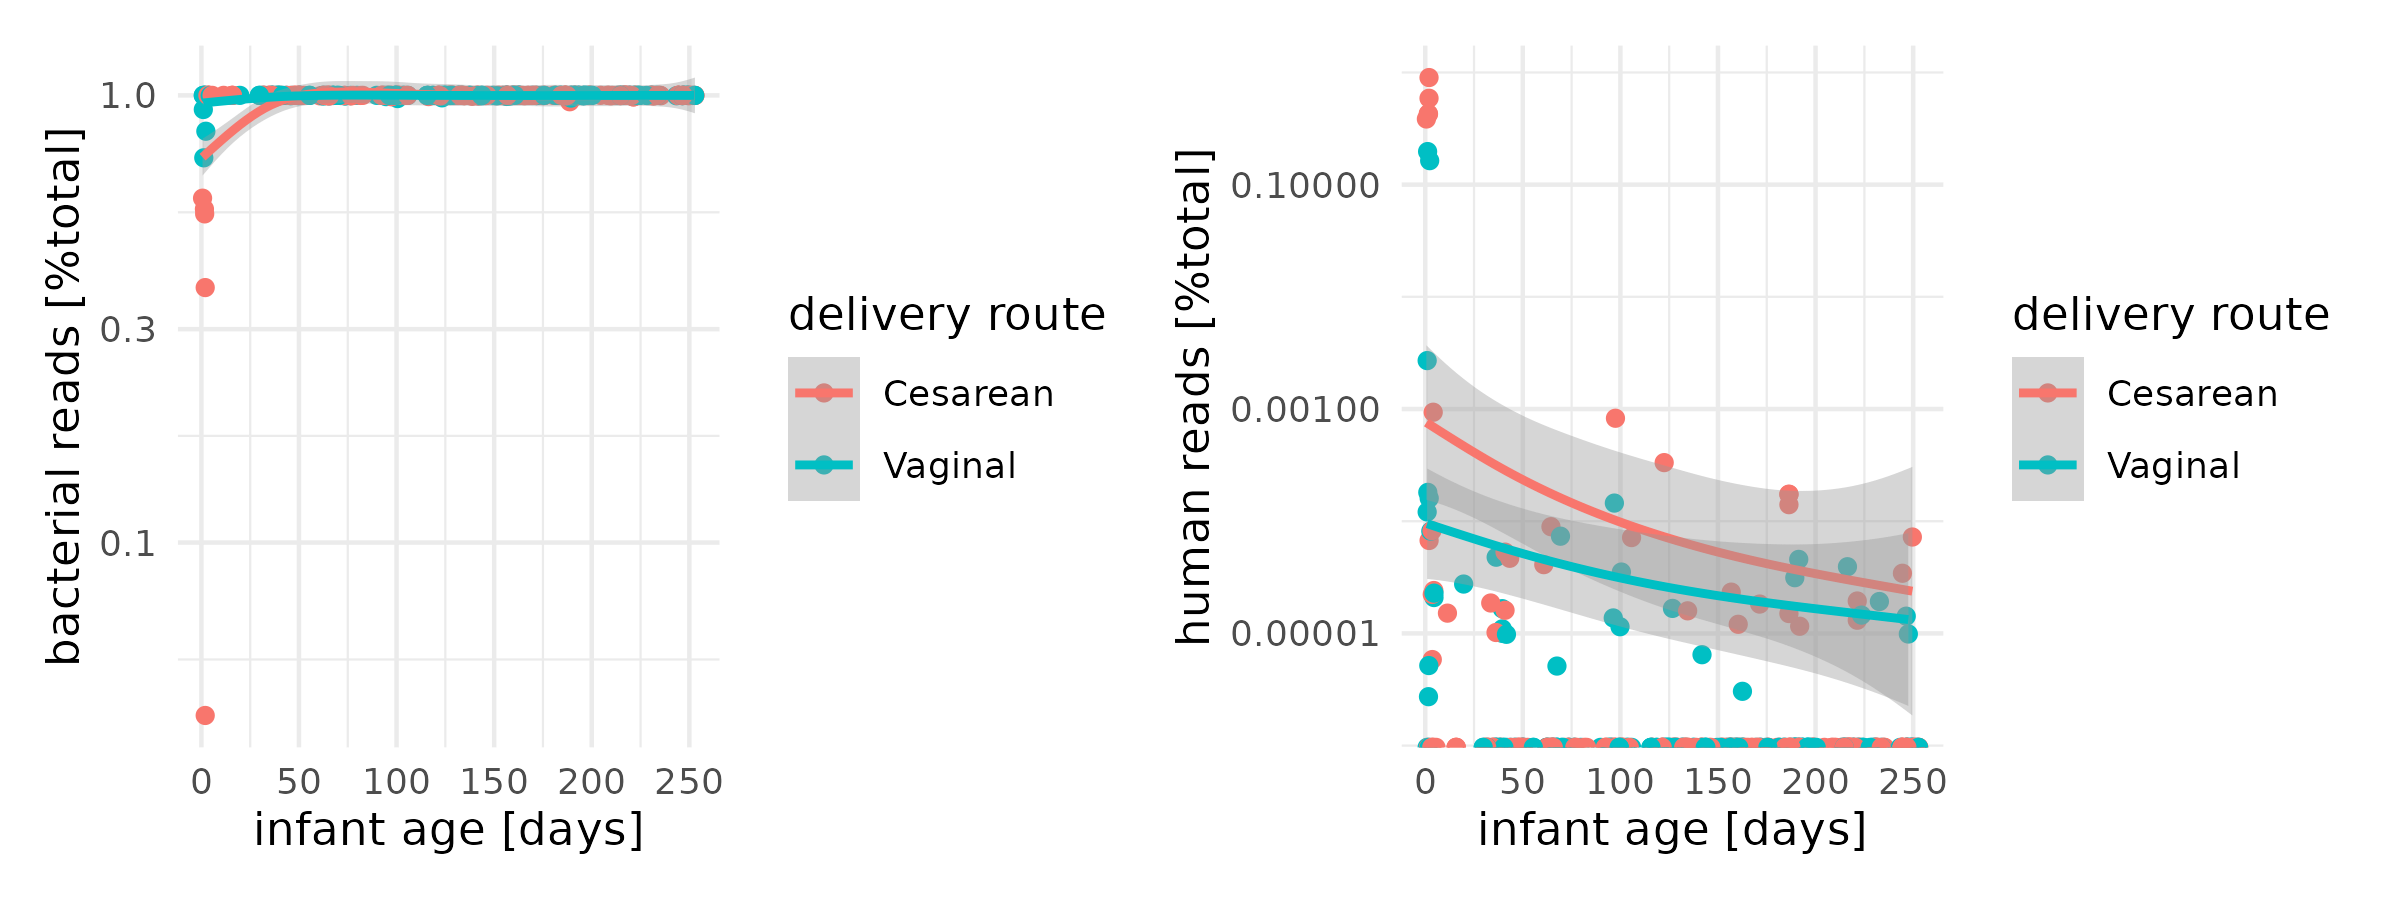 bacterial reads [%total]
1.0
0.3
0.1
0 50 100 150 200 250
infant age [days]
delivery route
Cesarean
Vaginal
human reads [%total]
0.10000
0.00100
0.00001
0 50 100 150 200 250
infant age [days]
delivery route
Cesarean
Vaginal